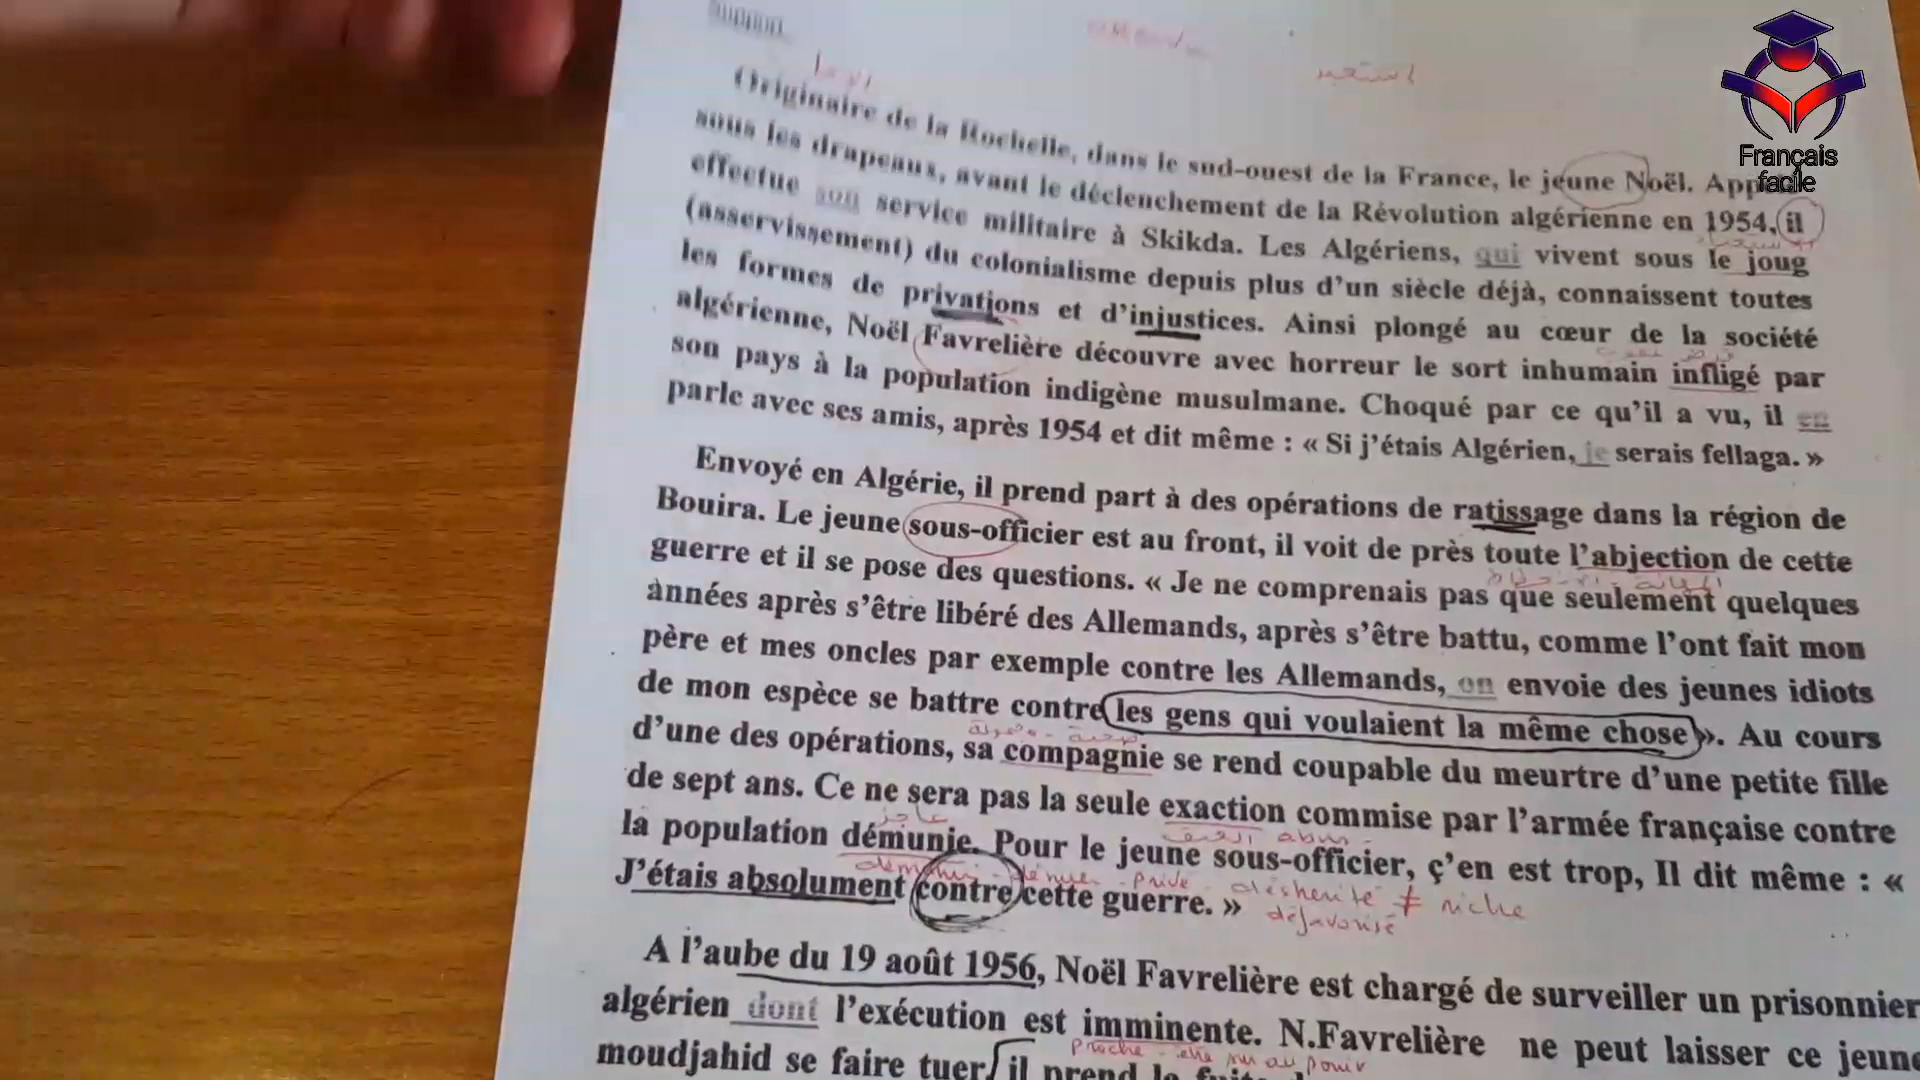 Support
Originaire de la Rochelle, dans le sud-ouest de la France, le jeune Noël. App
sous les drapeaux, avant le déclenchement de la Révolution algérienne en 1954, il
effectue son service militaire à Skikda. Les Algériens, qui vivent sous le joug
(asservissement) du colonialisme depuis plus d’un siècle déjà, connaissent toutes
les formes de privations et d’injustices. Ainsi plongé au cœur de la société
algérienne, Noël Favrelière découvre avec horreur le sort inhumain infligé par
son pays à la population indigène musulmane. Choqué par ce qu’il a vu, il en
parle avec ses amis, après 1954 et dit même : « Si j’étais Algérien, je serais fellaga. »
Envoyé en Algérie, il prend part à des opérations de ratissage dans la région de
Bouira. Le jeune sous-officier est au front, il voit de près toute l’abjection de cette
guerre et il se pose des questions. « Je ne comprenais pas que seulement quelques
années après s’être libéré des Allemands, après s’être battu, comme l’ont fait mon
père et mes oncles par exemple contre les Allemands, on envoie des jeunes idiots
de mon espèce se battre contre les gens qui voulaient la même chose ». Au cours
d’une des opérations, sa compagnie se rend coupable du meurtre d’une petite fille
de sept ans. Ce ne sera pas la seule exaction commise par l’armée française contre
عاجز
abus
la population démunie. Pour le jeune sous-officier, ç’en est trop, Il dit même : «
démunir - dénuer - privé - déshérité ≠ riche
J’étais absolument contre cette guerre. »
défavorisé
A l’aube du 19 août 1956, Noël Favrelière est chargé de surveiller un prisonnier
algérien dont l’exécution est imminente. N.Favrelière ne peut laisser ce jeune
proche
moudjahid se faire tuer, il prend la fuite
Français
facile